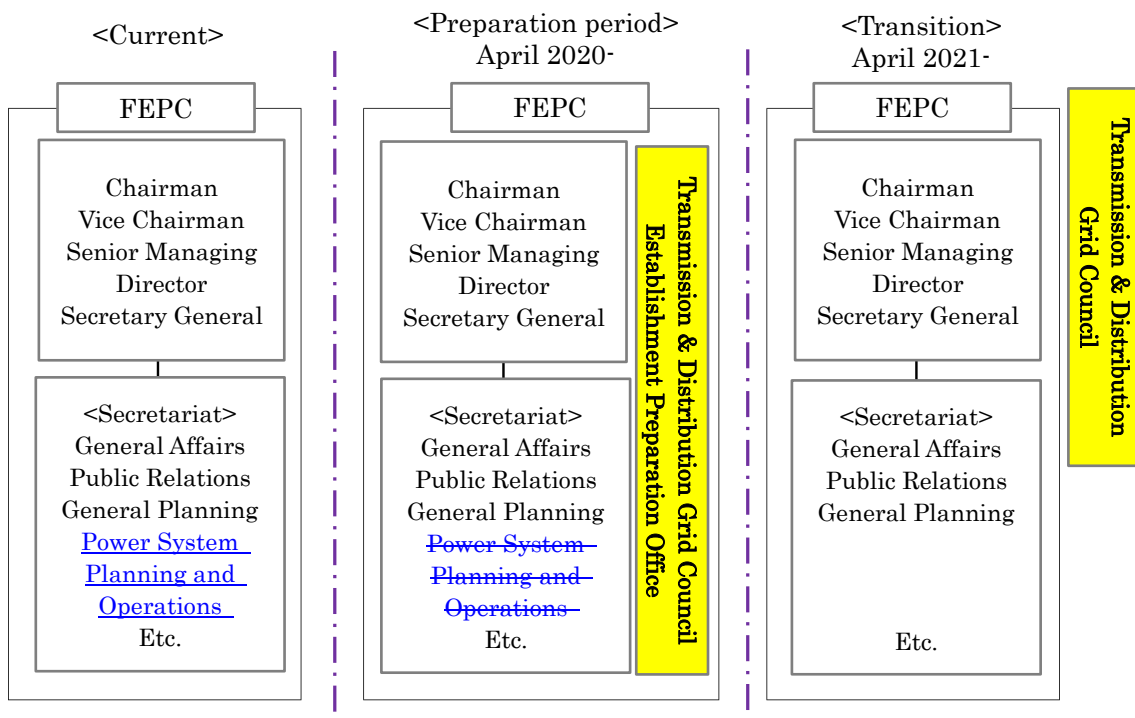 <Current>
FEPC
Chairman
Vice Chairman
Senior Managing
Director
Secretary General
<Secretariat>
General Affairs
Public Relations
General Planning
Power System
Planning and
Operations
Etc.
<Preparation period>
April 2020-
FEPC
Chairman
Vice Chairman
Senior Managing
Director
Secretary General
<Secretariat>
General Affairs
Public Relations
General Planning
Power System
Planning and
Operations
Etc.
Transmission & Distribution Grid Council
Establishment Preparation Office
<Transition>
April 2021-
FEPC
Chairman
Vice Chairman
Senior Managing
Director
Secretary General
<Secretariat>
General Affairs
Public Relations
General Planning
Etc.
Transmission & Distribution
Grid Council